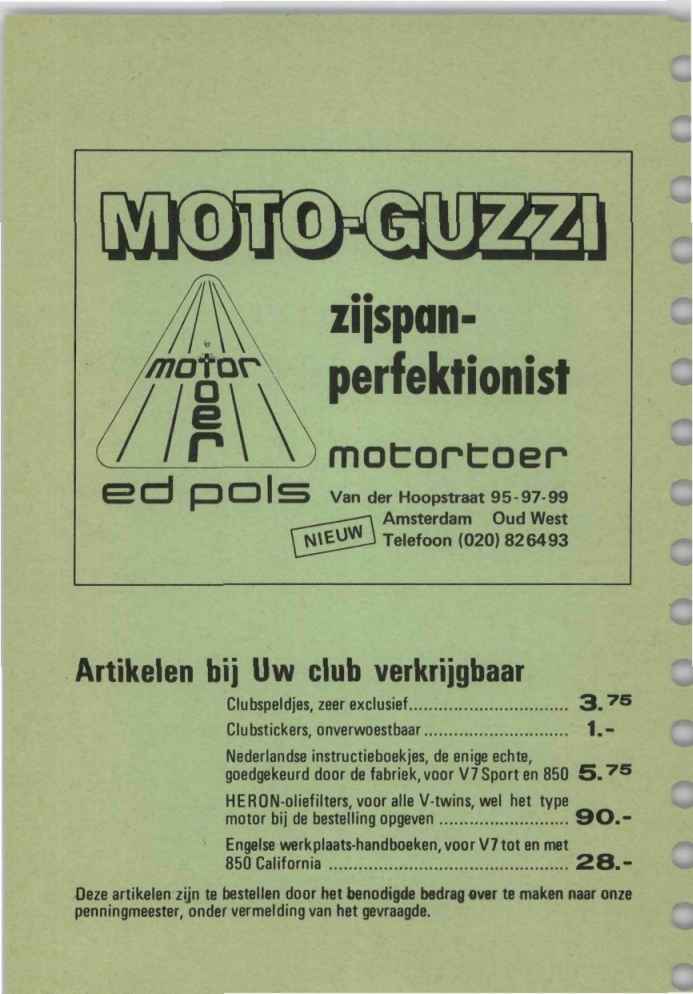 MOTO-GUZZI
zijspan-
perfektionist
motor
toer
motortoer
ed pols
Van der Hoopstraat 95-97-99
Amsterdam Oud West
NIEUW
Telefoon (020) 826493
Artikelen bij Uw club verkrijgbaar
Clubspeldjes, zeer exclusief................................ 3.75
Clubstickers, onverwoestbaar............................. 1.-
Nederlandse instructieboekjes, de enige echte,
goedgekeurd door de fabriek, voor V7 Sport en 850 5.75
HERON-oliefilters, voor alle V-twins, wel het type
motor bij de bestelling opgeven .......................... 90.-
Engelse werkplaats-handboeken, voor V7 tot en met
850 California ................................................ 28.-
Deze artikelen zijn te bestellen door het benodigde bedrag over te maken naar onze
penningmeester, onder vermelding van het gevraagde.